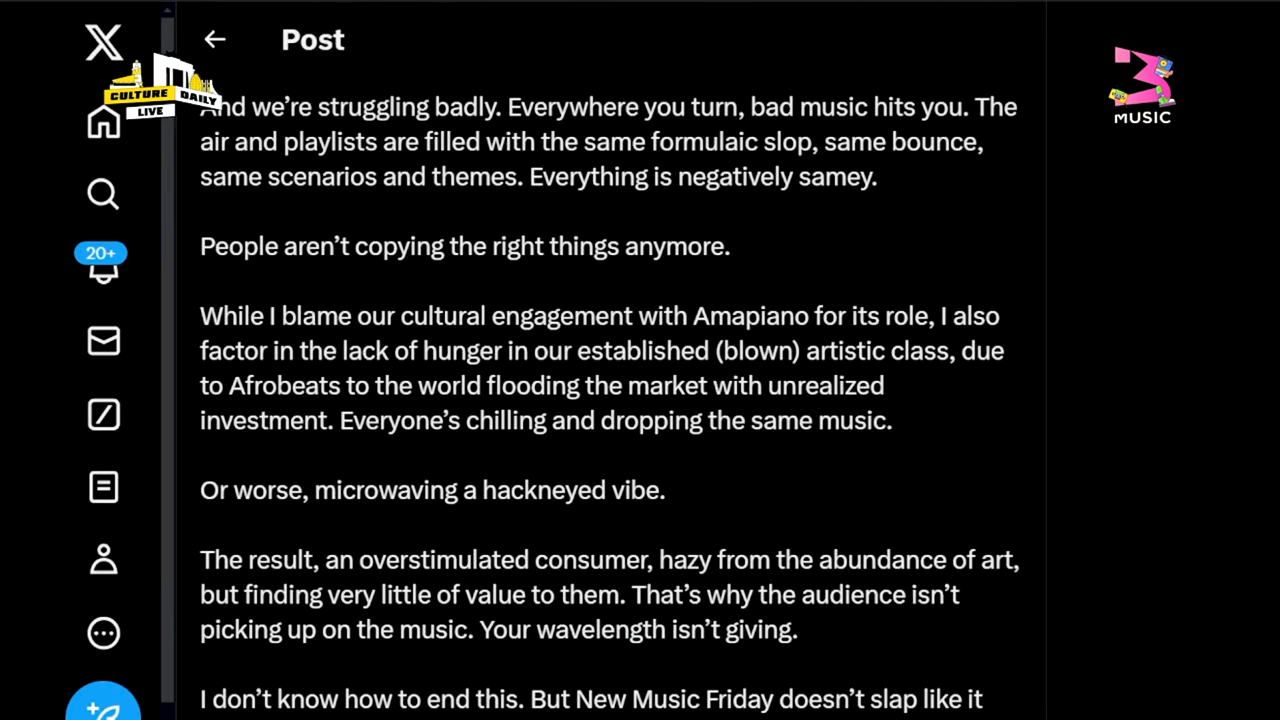 Post
CULTURE DAILY
LIVE
MUSIC
And we’re struggling badly. Everywhere you turn, bad music hits you. The
air and playlists are filled with the same formulaic slop, same bounce,
same scenarios and themes. Everything is negatively samey.
20+
People aren’t copying the right things anymore.
While I blame our cultural engagement with Amapiano for its role, I also
factor in the lack of hunger in our established (blown) artistic class, due
to Afrobeats to the world flooding the market with unrealized
investment. Everyone’s chilling and dropping the same music.
Or worse, microwaving a hackneyed vibe.
The result, an overstimulated consumer, hazy from the abundance of art,
but finding very little of value to them. That’s why the audience isn’t
picking up on the music. Your wavelength isn’t giving.
I don’t know how to end this. But New Music Friday doesn’t slap like it